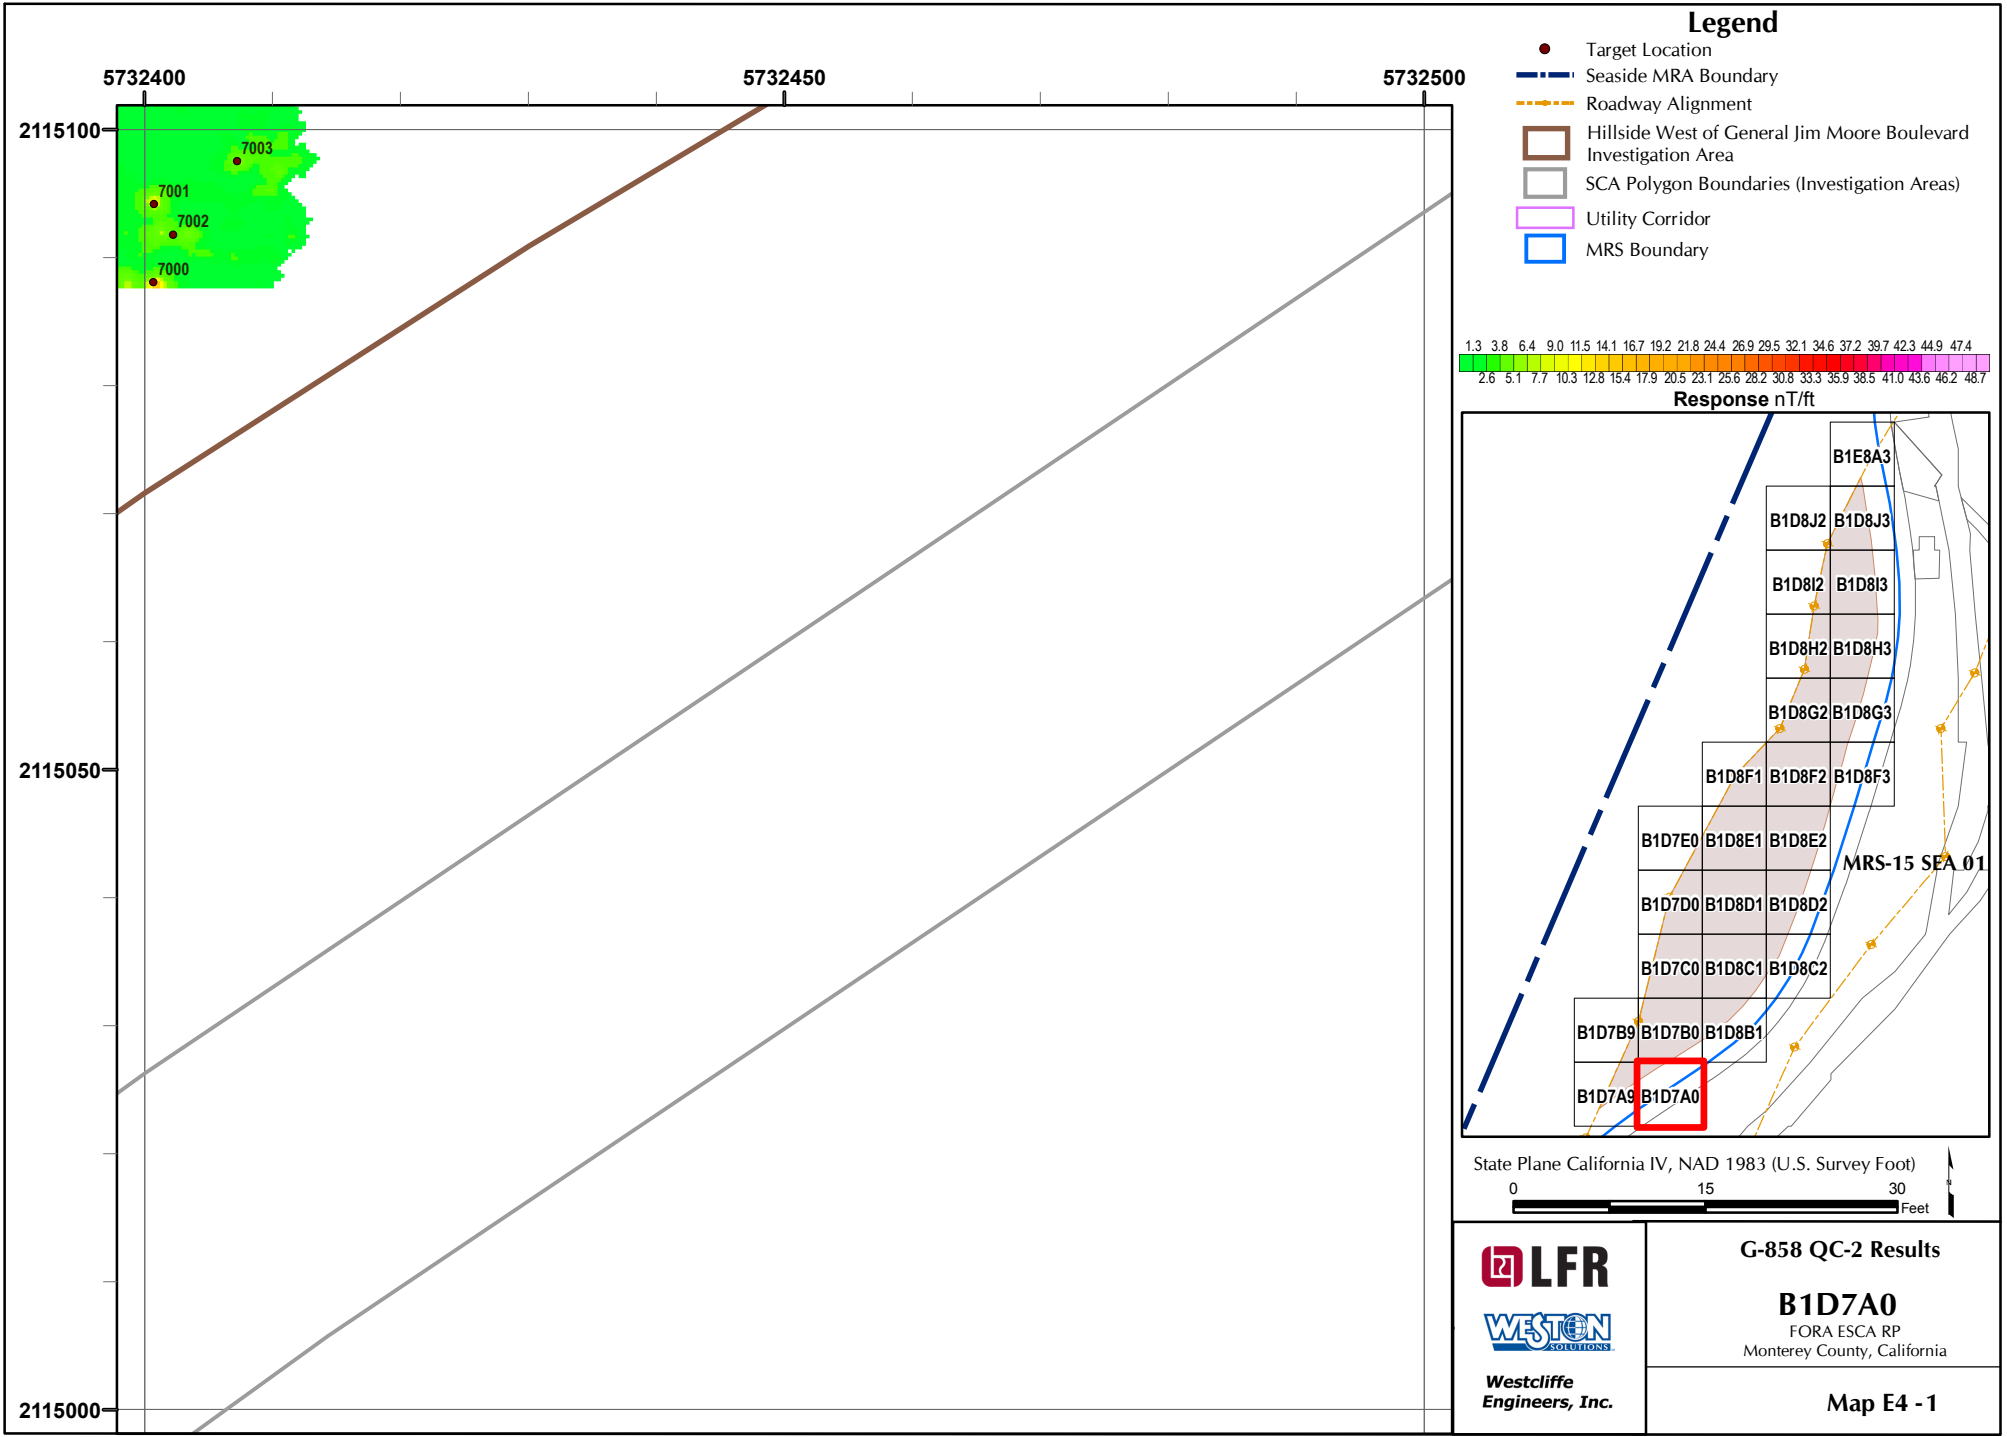 5732400
5732450
5732500
2115100
2115050
2115000
7003
7001
7002
7000
Legend
Target Location
Seaside MRA Boundary
Roadway Alignment
Hillside West of General Jim Moore Boulevard
Investigation Area
SCA Polygon Boundaries (Investigation Areas)
Utility Corridor
MRS Boundary
1.3 3.8 6.4 9.0 11.5 14.1 16.7 19.2 21.8 24.4 26.9 29.5 32.1 34.6 37.2 39.7 42.3 44.9 47.4
2.6 5.1 7.7 10.3 12.8 15.4 17.9 20.5 23.1 25.6 28.2 30.8 33.3 35.9 38.5 41.0 43.6 46.2 48.7
Response nT/ft
B1E8A3
B1D8J2 B1D8J3
B1D8I2 B1D8I3
B1D8H2 B1D8H3
B1D8G2 B1D8G3
B1D8F1 B1D8F2 B1D8F3
B1D7E0 B1D8E1 B1D8E2
MRS-15 SEA 01
B1D7D0 B1D8D1 B1D8D2
B1D7C0 B1D8C1 B1D8C2
B1D7B9 B1D7B0 B1D8B1
B1D7A9 B1D7A0
State Plane California IV, NAD 1983 (U.S. Survey Foot)
0 15 30
Feet
N
LFR
WESTON
SOLUTIONS
Westcliffe
Engineers, Inc.
G-858 QC-2 Results
B1D7A0
FORA ESCA RP
Monterey County, California
Map E4 -1